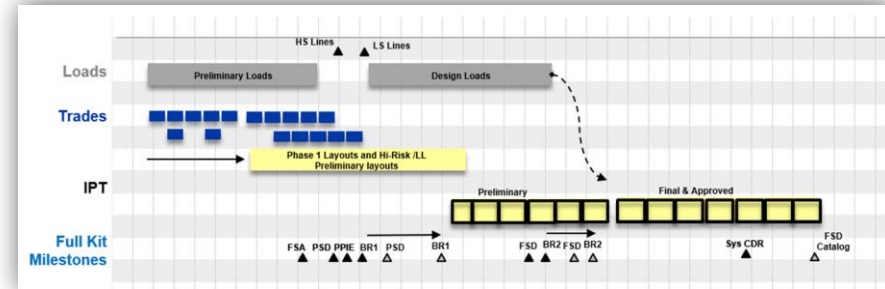 HS Lines
LS Lines
Loads
Preliminary Loads
Design Loads
Trades
Phase 1 Layouts and Hi-Risk /LL
Preliminary layouts
IPT
Preliminary
Final & Approved
Full Kit
Milestones
FSA
PSD
PPIE
BR1
PSD
BR1
FSD
BR2
FSD
BR2
Sys CDR
FSD
Catalog